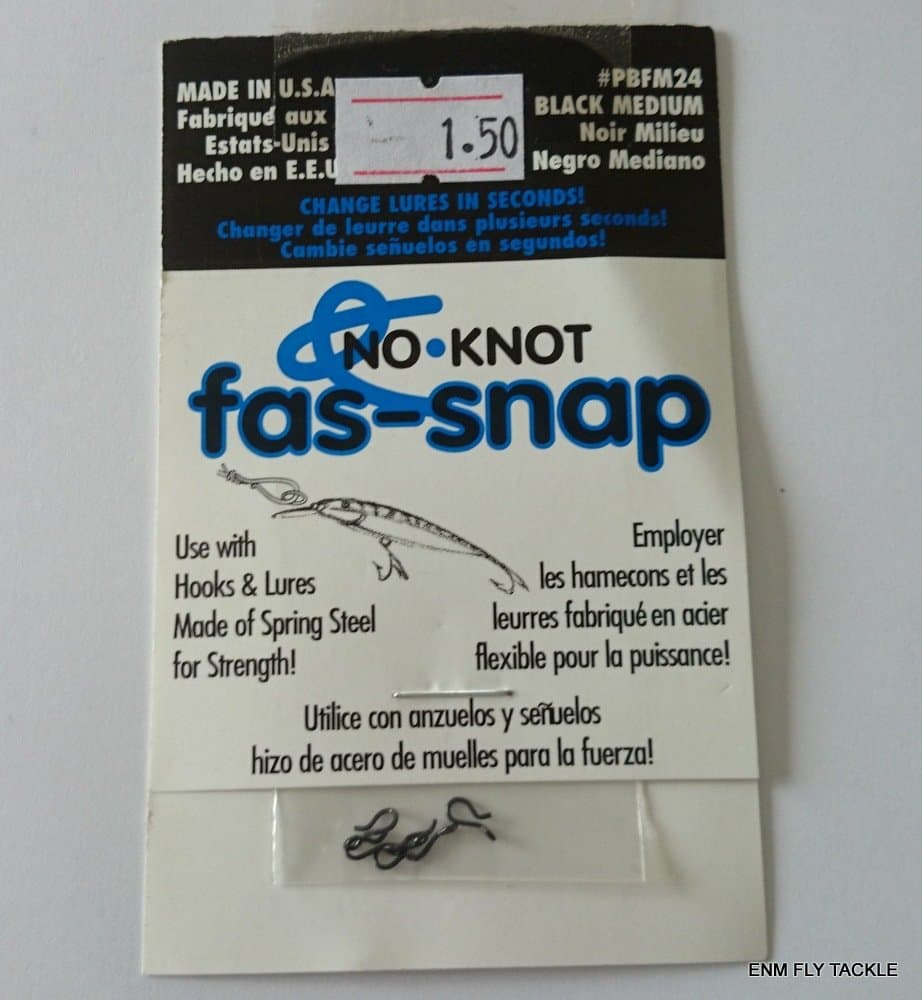 MADE IN U.S.A
Fabriqué aux
Estats-Unis
Hecho en E.E.U
1.50
#PBFM24
BLACK MEDIUM
Noir Milieu
Negro Mediano
CHANGE LURES IN SECONDS!
Changer de leurre dans plusieurs seconds!
Cambie señuelos en segundos!
NO•KNOT
fas-snap
Use with
Hooks & Lures
Made of Spring Steel
for Strength!
Employer
les hamecons et les
leurres fabriqué en acier
flexible pour la puissance!
Utilice con anzuelos y señuelos
hizo de acero de muelles para la fuerza!
ENM FLY TACKLE